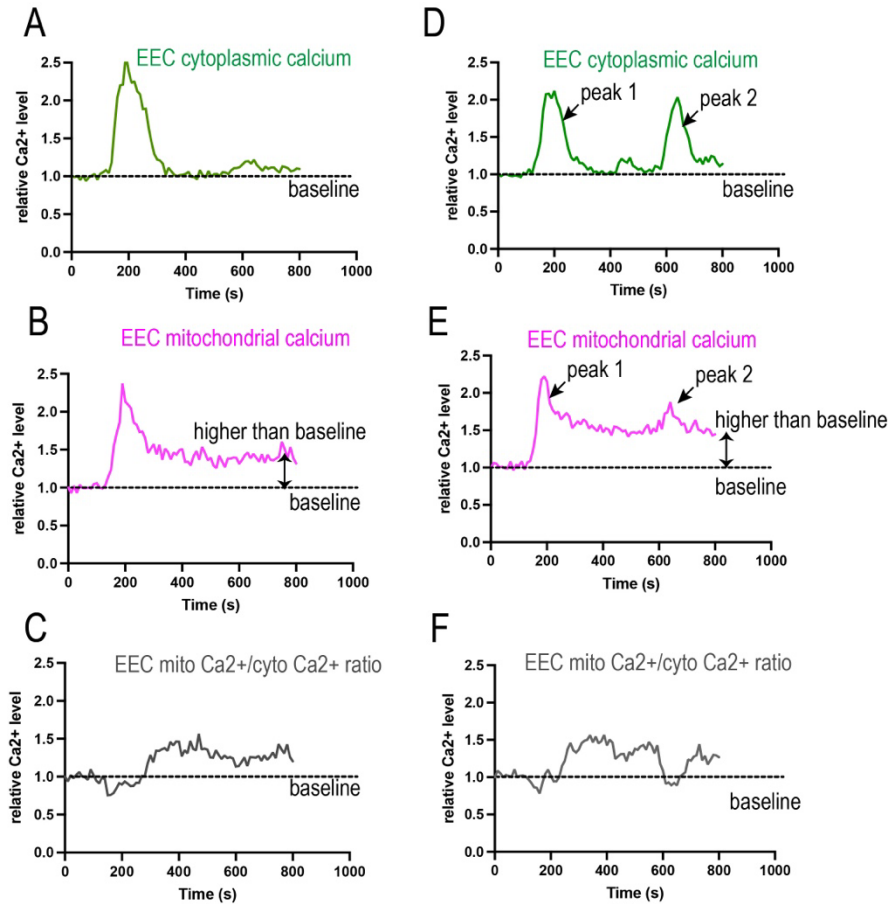 A
EEC cytoplasmic calcium
relative Ca2+ level
2.5
2.0
1.5
1.0
0.5
0.0
baseline
0 200 400 600 800 1000
Time (s)
D
EEC cytoplasmic calcium
relative Ca2+ level
2.5
2.0
1.5
1.0
0.5
0.0
peak 1
peak 2
baseline
0 200 400 600 800 1000
Time (s)
B
EEC mitochondrial calcium
relative Ca2+ level
2.5
2.0
1.5
1.0
0.5
0.0
higher than baseline
baseline
0 200 400 600 800 1000
Time (s)
E
EEC mitochondrial calcium
relative Ca2+ level
2.5
2.0
1.5
1.0
0.5
0.0
peak 1
peak 2
higher than baseline
baseline
0 200 400 600 800 1000
Time (s)
C
EEC mito Ca2+/cyto Ca2+ ratio
relative Ca2+ level
2.5
2.0
1.5
1.0
0.5
0.0
baseline
0 200 400 600 800 1000
Time (s)
F
EEC mito Ca2+/cyto Ca2+ ratio
relative Ca2+ level
2.5
2.0
1.5
1.0
0.5
0.0
baseline
0 200 400 600 800 1000
Time (s)